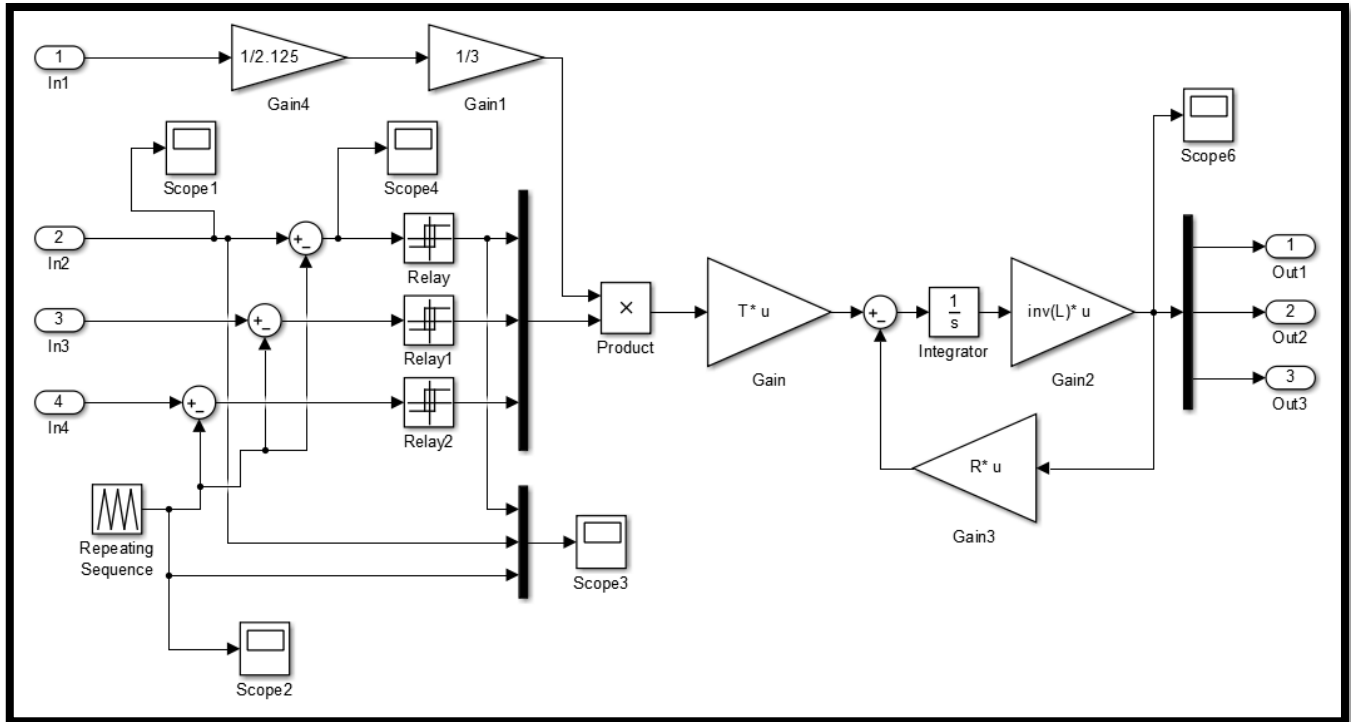 1
In1
1/2.125
Gain4
1/3
Gain1
Scope1
Scope4
Scope6
2
In2
Relay
3
In3
Relay1
4
In4
Relay2
×
Product
T* u
Gain
1
s
Integrator
inv(L)* u
Gain2
1
Out1
2
Out2
3
Out3
R* u
Gain3
Repeating
Sequence
Scope3
Scope2